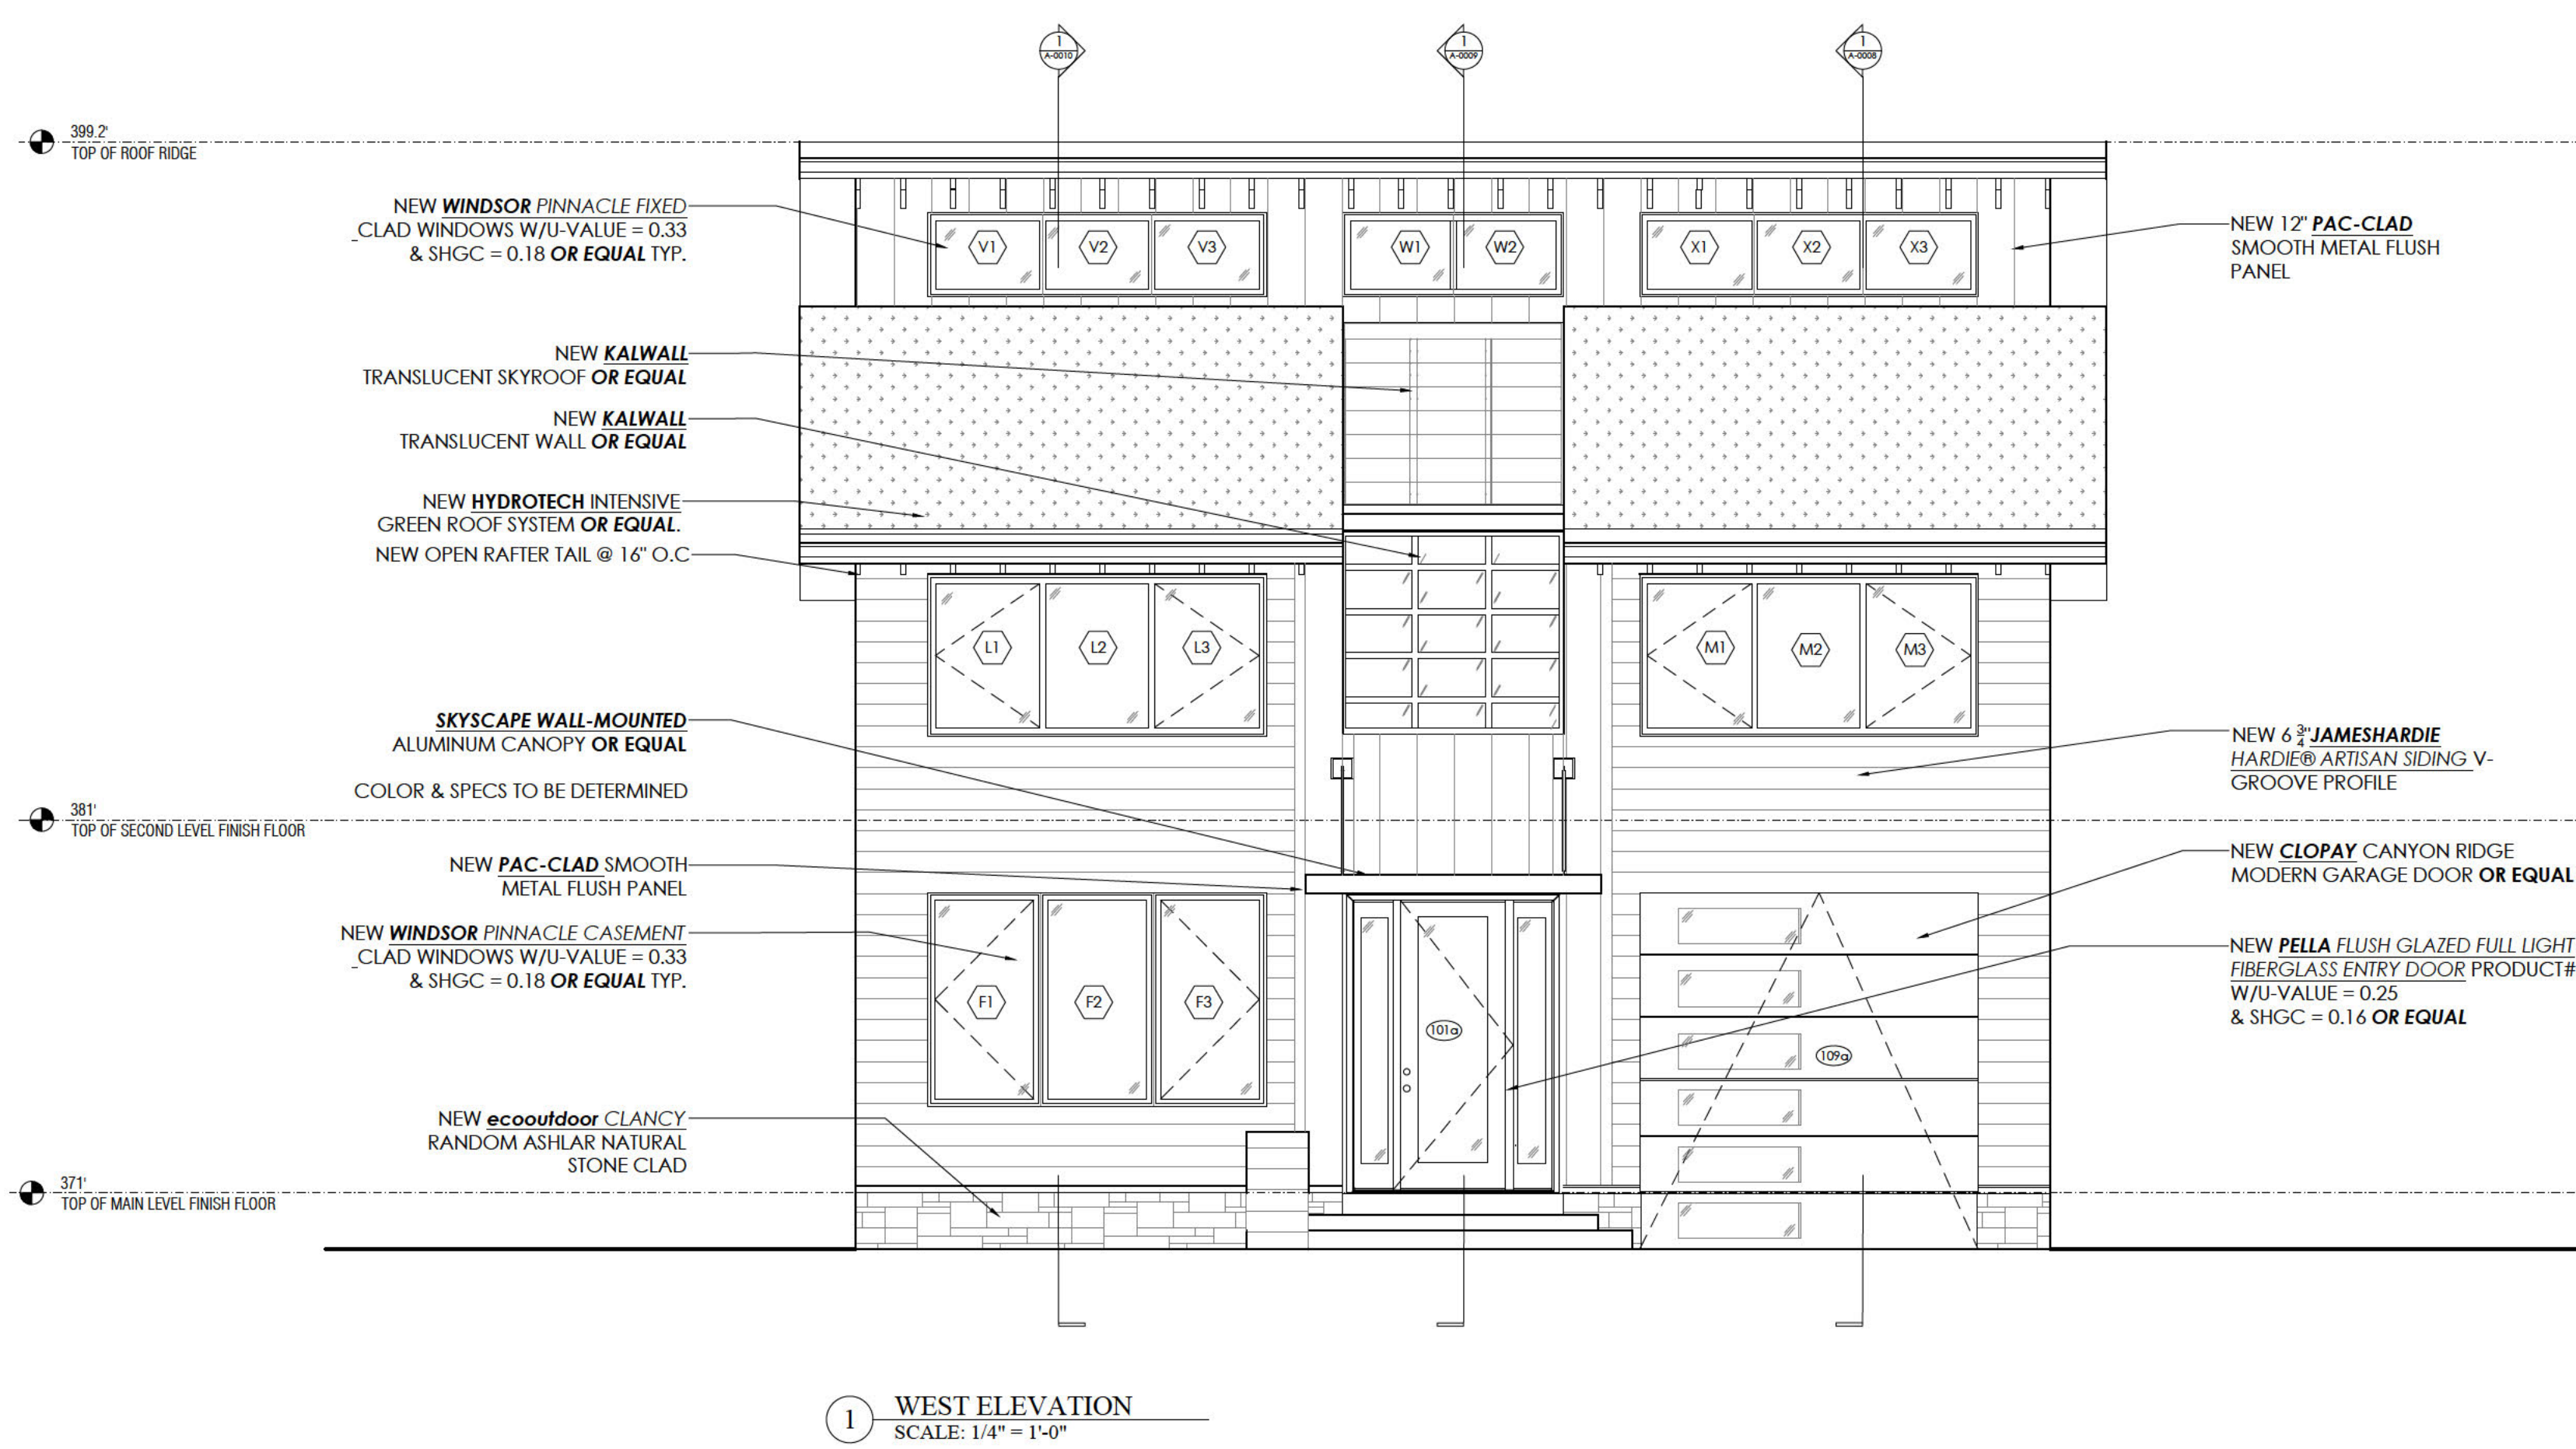 1
A-0010
1
A-0009
1
A-0008
399.2'
TOP OF ROOF RIDGE
NEW WINDSOR PINNACLE FIXED
_CLAD WINDOWS W/U-VALUE = 0.33
& SHGC = 0.18 OR EQUAL TYP.
V1
V2
V3
W1
W2
X1
X2
X3
NEW 12" PAC-CLAD
SMOOTH METAL FLUSH
PANEL
NEW KALWALL
TRANSLUCENT SKYROOF OR EQUAL
NEW KALWALL
TRANSLUCENT WALL OR EQUAL
NEW HYDROTECH INTENSIVE
GREEN ROOF SYSTEM OR EQUAL.
NEW OPEN RAFTER TAIL @ 16" O.C
L1
L2
L3
M1
M2
M3
SKYSCAPE WALL-MOUNTED
ALUMINUM CANOPY OR EQUAL
COLOR & SPECS TO BE DETERMINED
NEW 6 3/4" JAMESHARDIE
HARDIE® ARTISAN SIDING V-
GROOVE PROFILE
381'
TOP OF SECOND LEVEL FINISH FLOOR
NEW PAC-CLAD SMOOTH
METAL FLUSH PANEL
NEW CLOPAY CANYON RIDGE
MODERN GARAGE DOOR OR EQUAL
NEW WINDSOR PINNACLE CASEMENT
_CLAD WINDOWS W/U-VALUE = 0.33
& SHGC = 0.18 OR EQUAL TYP.
NEW PELLA FLUSH GLAZED FULL LIGHT
FIBERGLASS ENTRY DOOR PRODUCT#
W/U-VALUE = 0.25
& SHGC = 0.16 OR EQUAL
F1
F2
F3
101a
109a
NEW ecooutdoor CLANCY
RANDOM ASHLAR NATURAL
STONE CLAD
371'
TOP OF MAIN LEVEL FINISH FLOOR
1
WEST ELEVATION
SCALE: 1/4" = 1'-0"